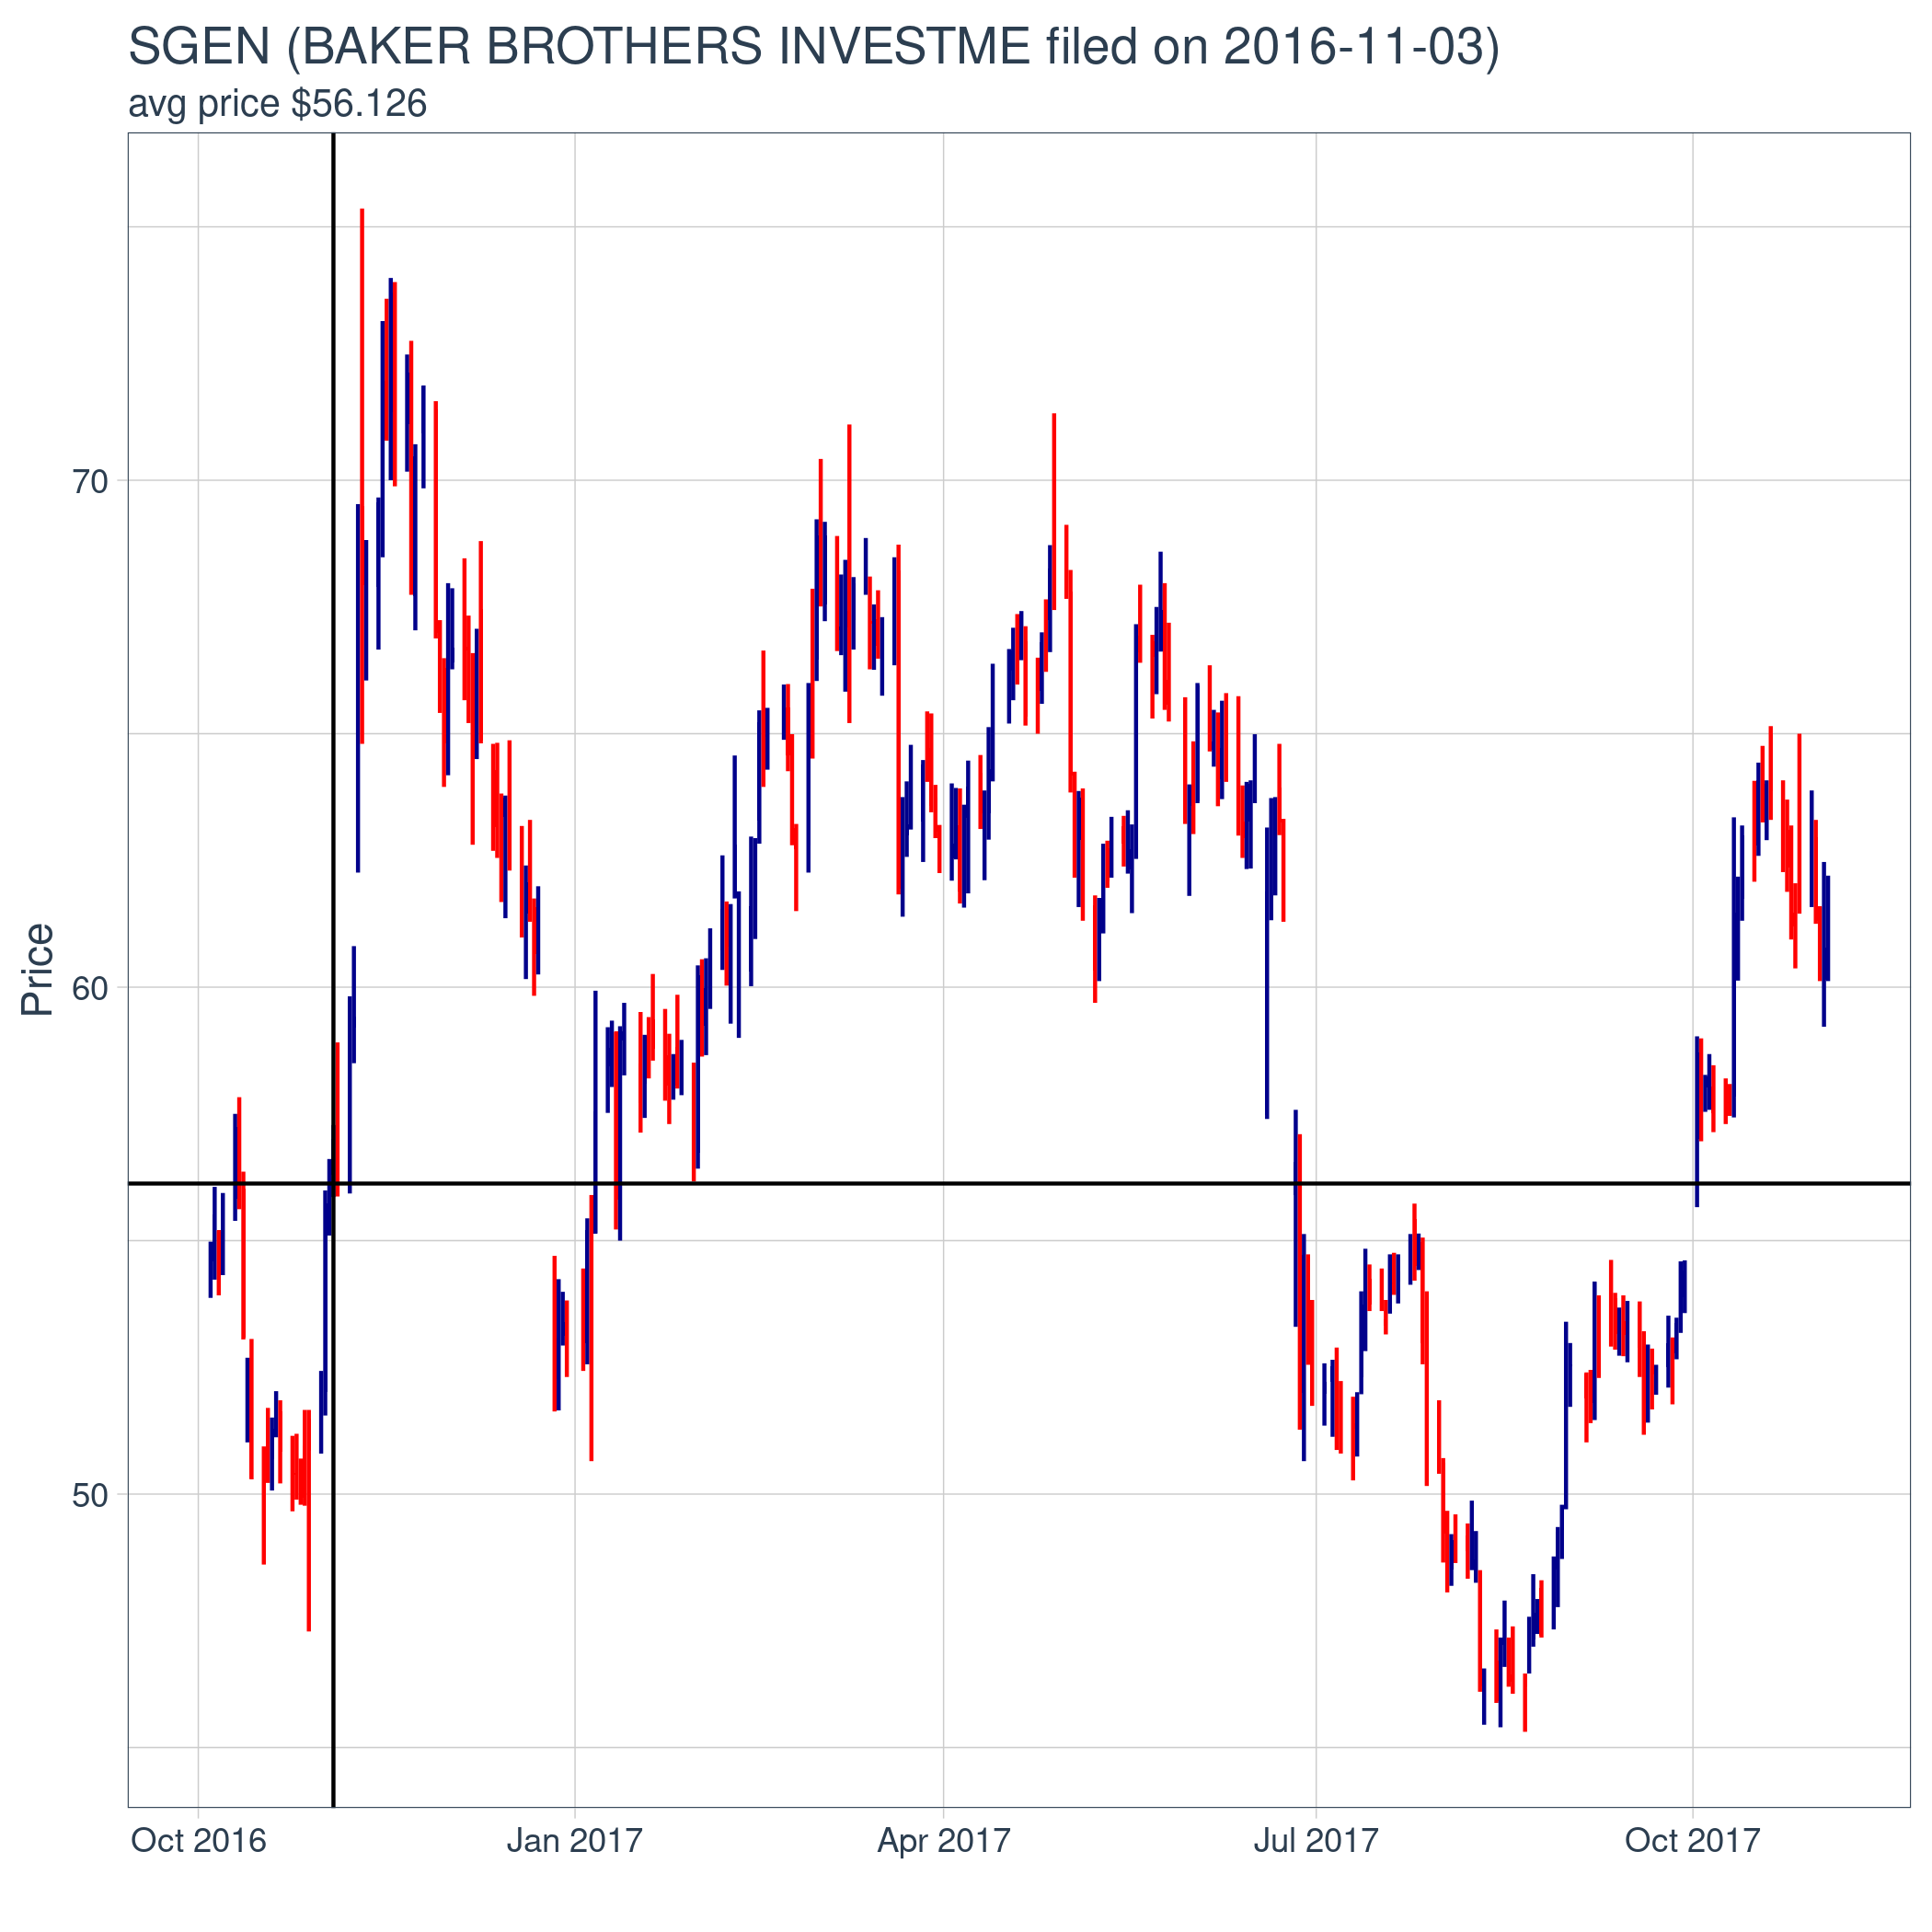 SGEN (BAKER BROTHERS INVESTME filed on 2016-11-03)
avg price $56.126
Price
70
60
50
Oct 2016
Jan 2017
Apr 2017
Jul 2017
Oct 2017